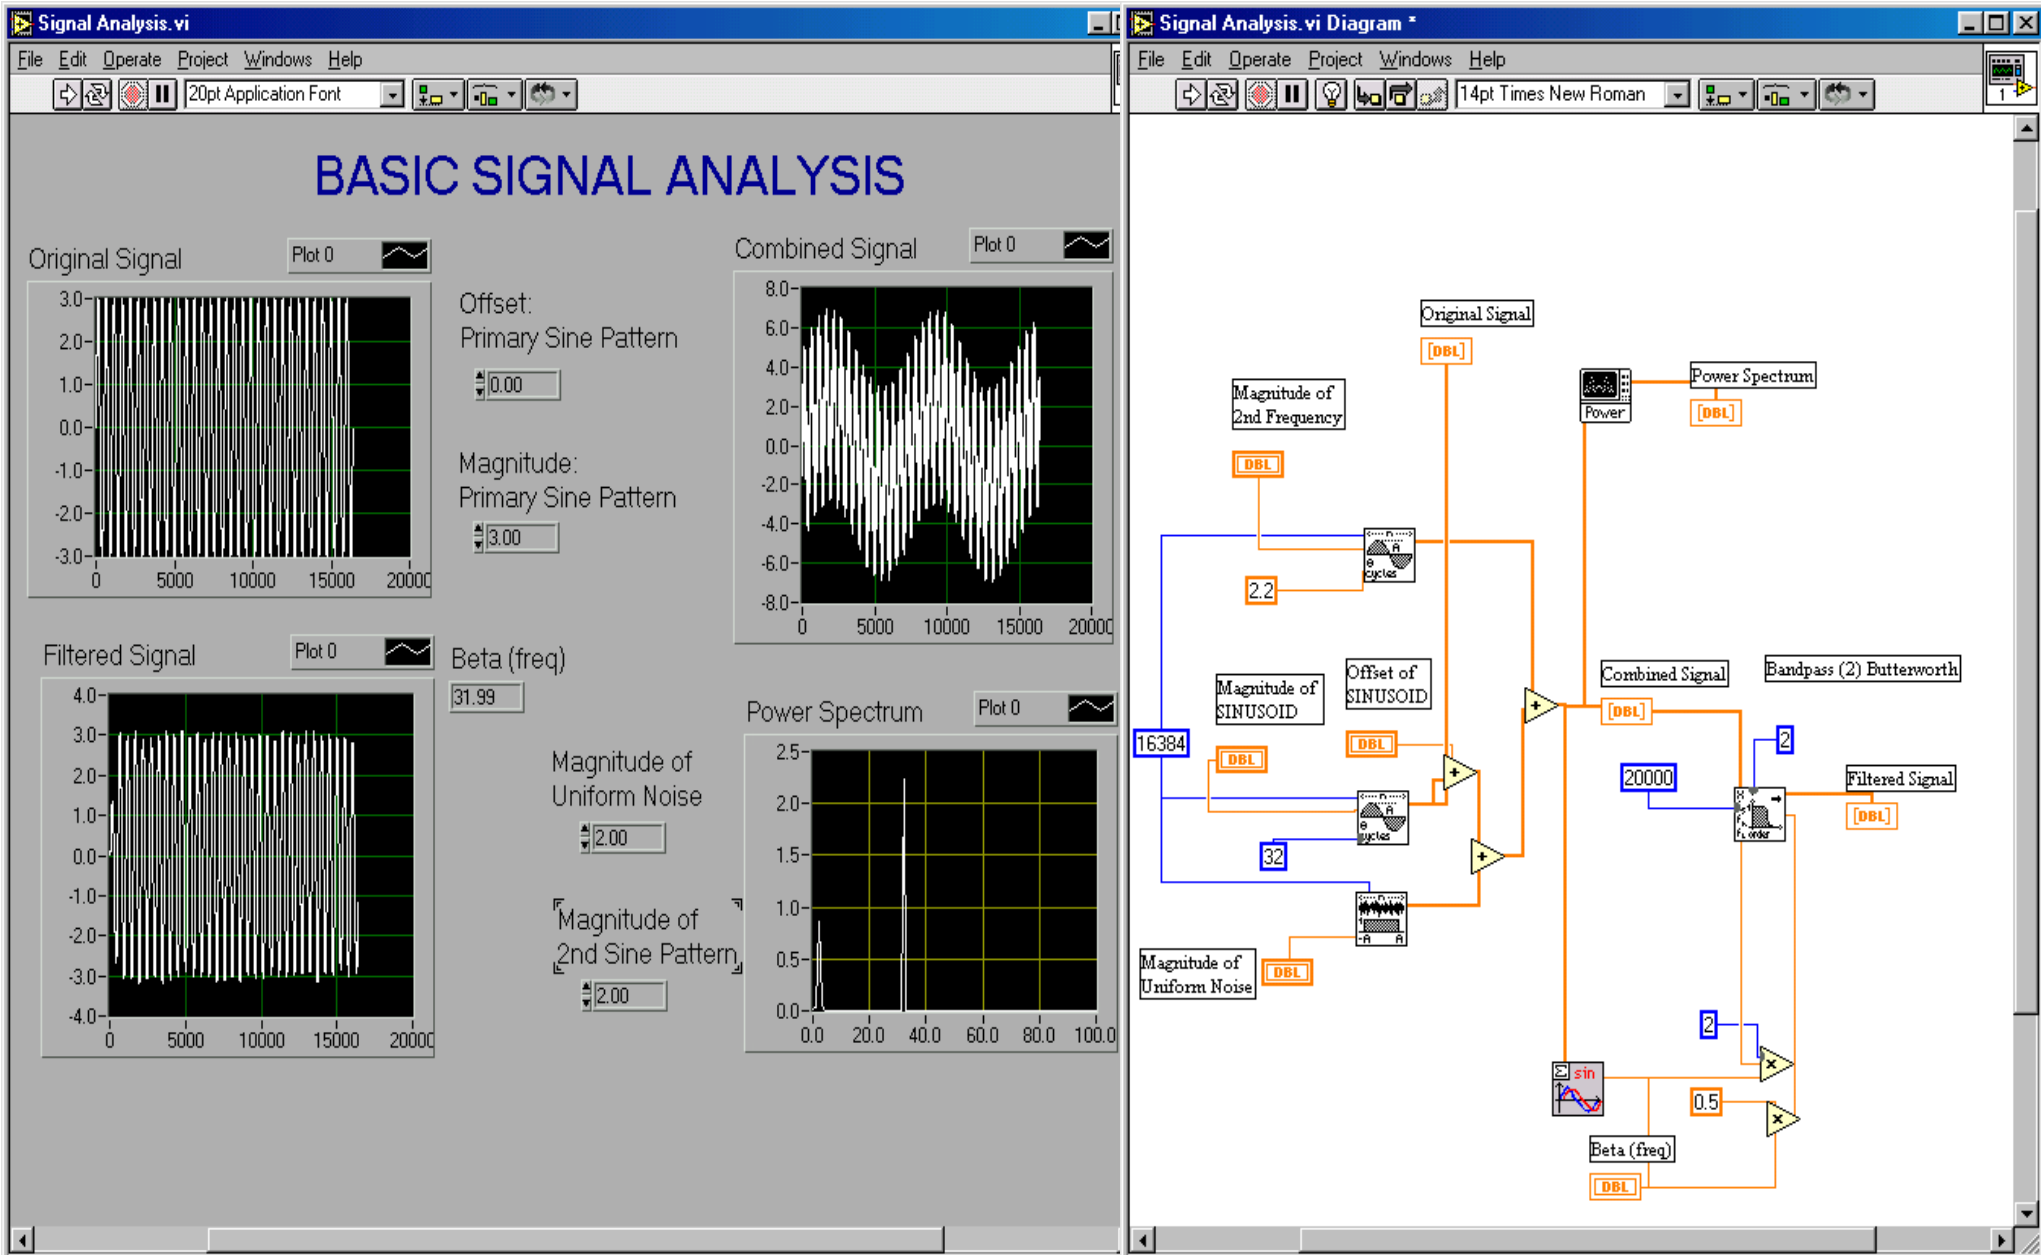 Signal Analysis.vi
File Edit Operate Project Windows Help
20pt Application Font
BASIC SIGNAL ANALYSIS
Original Signal
Plot 0
3.0
2.0
1.0
0.0
-1.0
-2.0
-3.0
0 5000 10000 15000 20000
Offset:
Primary Sine Pattern
0.00
Magnitude:
Primary Sine Pattern
3.00
Combined Signal
Plot 0
8.0
6.0
4.0
2.0
0.0
-2.0
-4.0
-6.0
-8.0
0 5000 10000 15000 20000
Filtered Signal
Plot 0
4.0
3.0
2.0
1.0
0.0
-1.0
-2.0
-3.0
-4.0
0 5000 10000 15000 20000
Beta (freq)
31.99
Magnitude of
Uniform Noise
2.00
Magnitude of
2nd Sine Pattern
2.00
Power Spectrum
Plot 0
2.5
2.0
1.5
1.0
0.5
0.0
0.0 20.0 40.0 60.0 80.0 100.0
Signal Analysis.vi Diagram *
File Edit Operate Project Windows Help
14pt Times New Roman
1
Original Signal
[DBL]
Power
Power Spectrum
[DBL]
Magnitude of
2nd Frequency
DBL
n
A
θ
cycles
2.2
Magnitude of
SINUSOID
DBL
Offset of
SINUSOID
DBL
16384
+
Combined Signal
[DBL]
Bandpass (2) Butterworth
2
20000
Filtered Signal
[DBL]
order
+
n
A
θ
cycles
32
+
n
-A A
Magnitude of
Uniform Noise
DBL
2
x
Σ sin
0.5
x
Beta (freq)
DBL